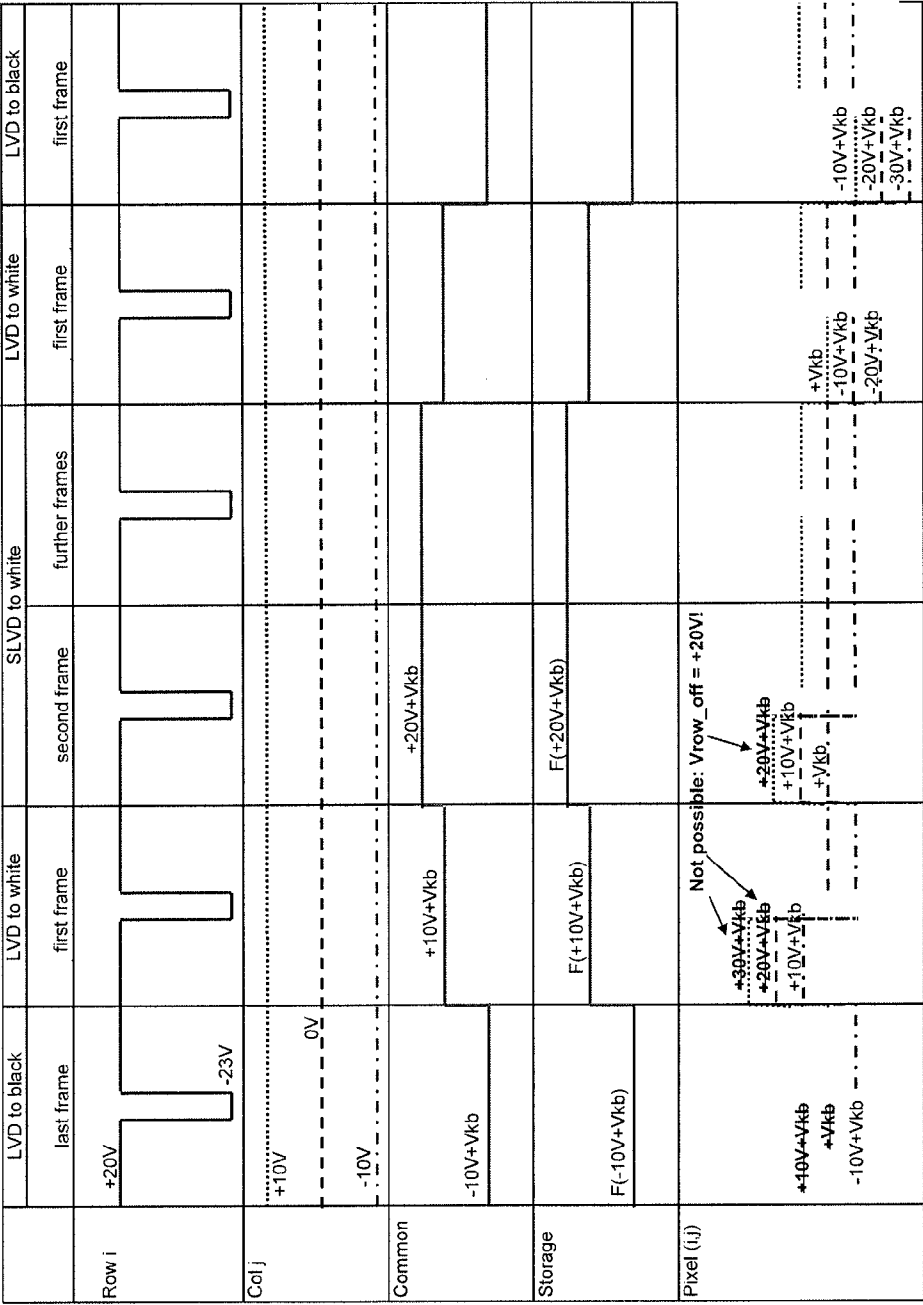 LVD to black
LVD to white
SLVD to white
LVD to white
LVD to black
last frame
first frame
second frame
further frames
first frame
first frame
Row i
+20V
-23V
Col j
+10V
0V
-10V
Common
-10V+Vkb
+10V+Vkb
+20V+Vkb
Storage
F(-10V+Vkb)
F(+10V+Vkb)
F(+20V+Vkb)
Pixel (i,j)
+10V+Vkb
+Vkb
-10V+Vkb
Not possible: Vrow_off = +20V!
+30V+Vkb
+20V+Vkb
+10V+Vkb
+20V+Vkb
+10V+Vkb
+Vkb
+Vkb
-10V+Vkb
-20V+Vkb
-10V+Vkb
-20V+Vkb
-30V+Vkb